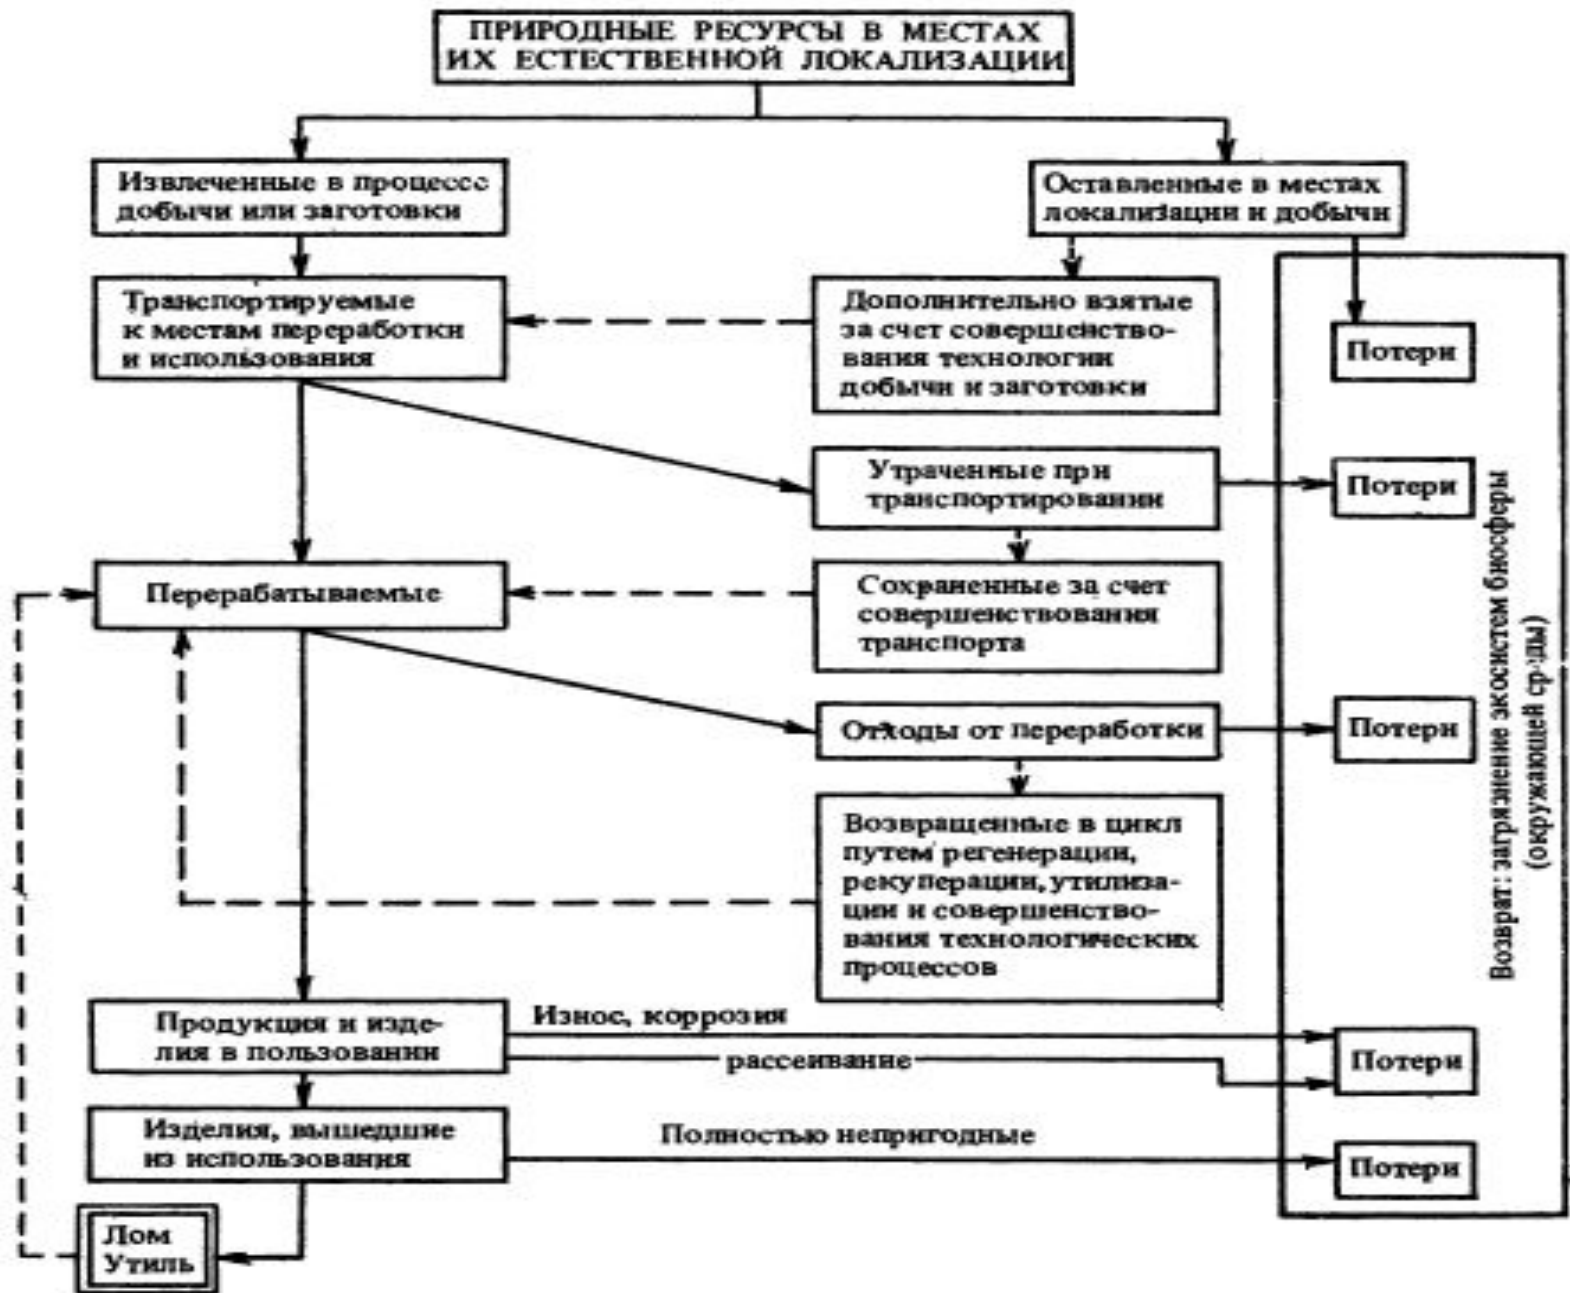 ПРИРОДНЫЕ РЕСУРСЫ В МЕСТАХ
ИХ ЕСТЕСТВЕННОЙ ЛОКАЛИЗАЦИИ
Извлеченные в процессе
добычи или заготовки
Оставленные в местах
локализации и добычи
Транспортируемые
к местам переработки
и использования
Дополнительно взятые
за счет совершенство-
вания технологии
добычи и заготовки
Потери
Утраченные при
транспортировании
Потери
Перерабатываемые
Сохраненные за счет
совершенствования
транспорта
Отходы от переработки
Потери
Возвращенные в цикл
путем регенерации,
рекуперации, утилиза-
ции и совершенство-
вания технологических
процессов
Возврат: загрязнение экосистем биосферы
(окружающей среды)
Продукция и изде-
лия в пользовании
Износ, коррозия
рассеивание
Потери
Изделия, вышедшие
из использования
Полностью непригодные
Потери
Лом
Утиль